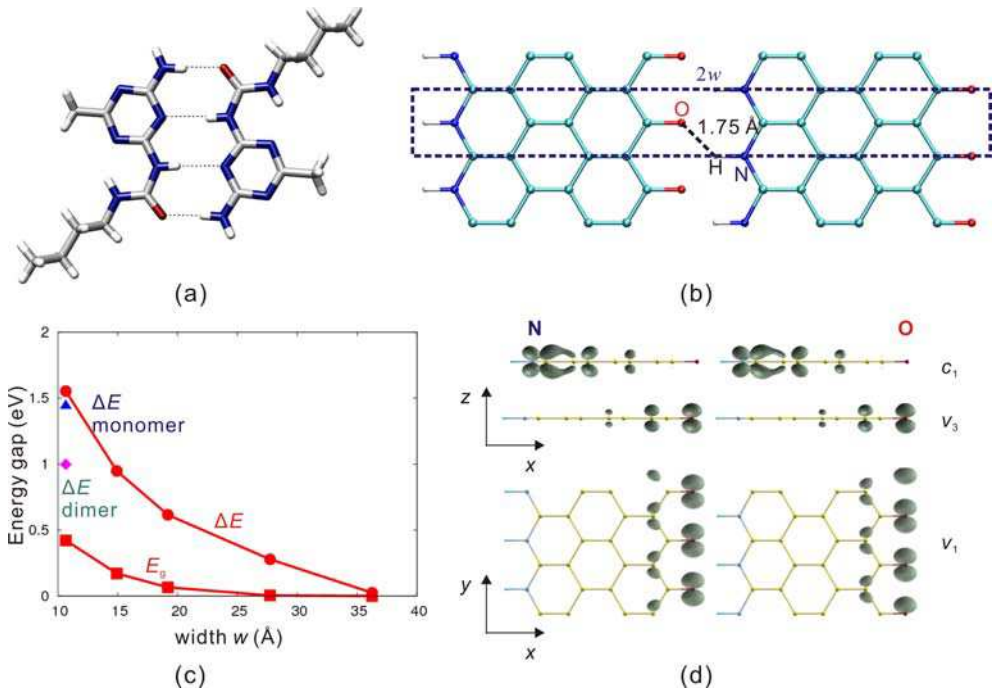 (a)
2w
O
1.75 Å
H
N
(b)
Energy gap (eV)
2
1.5
1
0.5
0
ΔE
monomer
ΔE
dimer
ΔE
Eg
10
15
20
25
30
35
40
width w (Å)
(c)
N
O
c1
z
x
v3
v1
y
x
(d)